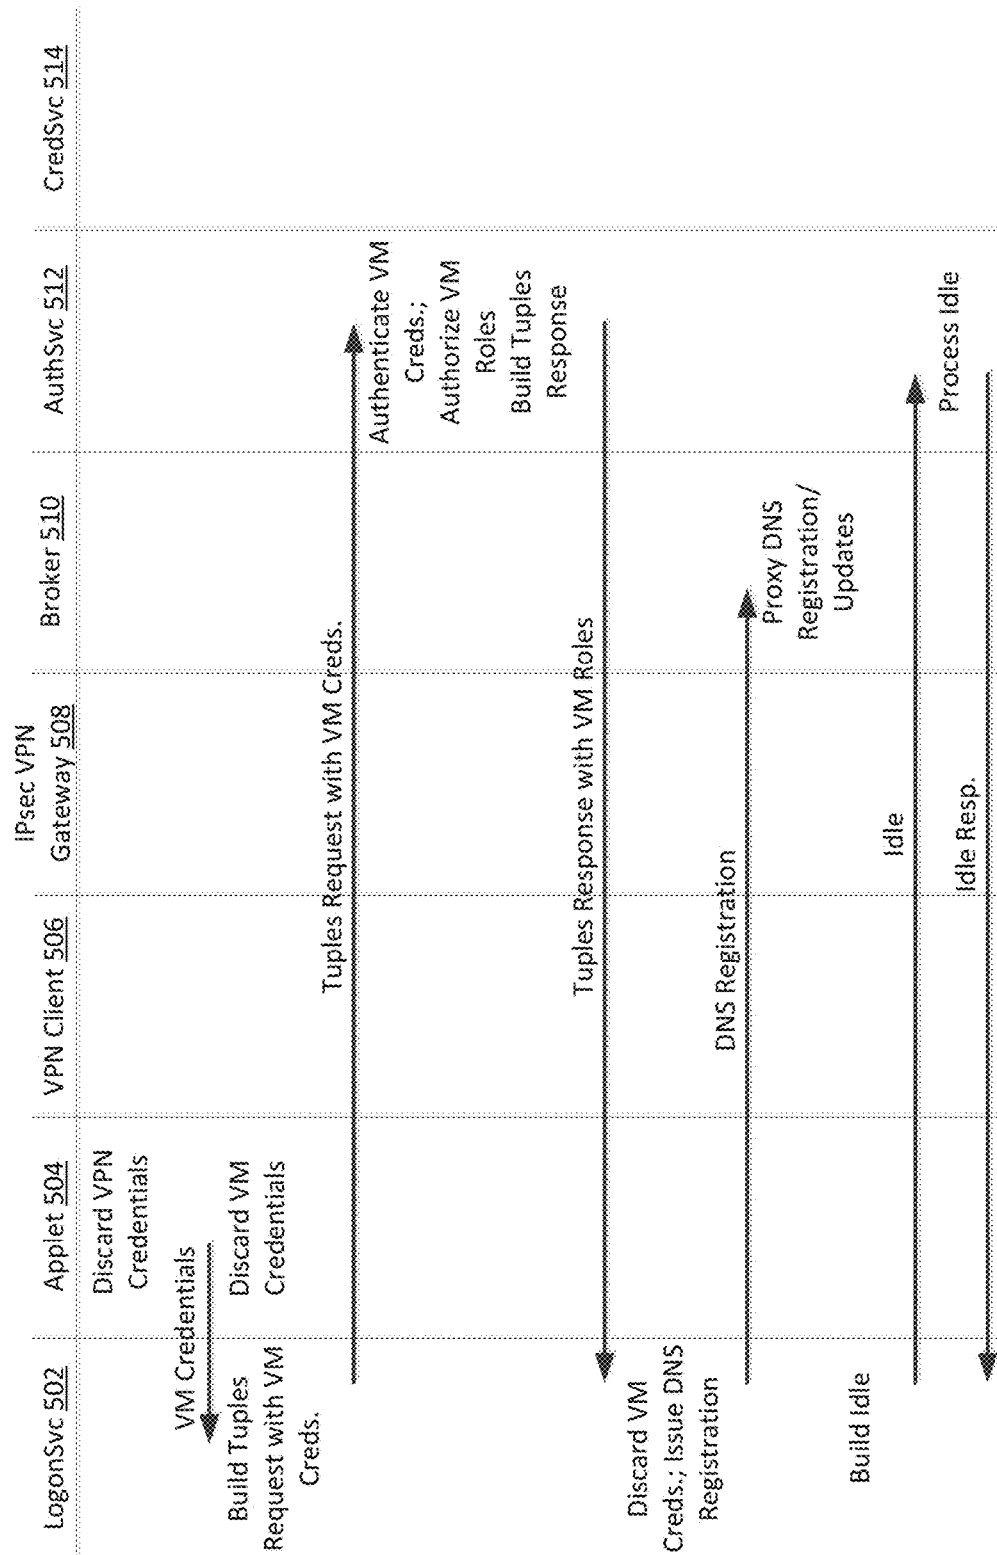 LogonSvc 502
Applet 504
VPN Client 506
IPsec VPN
Gateway 508
Broker 510
AuthSvc 512
CredSvc 514
Discard VPN
Credentials
VM Credentials
Build Tuples
Request with VM
Creds.
Discard VM
Credentials
Tuples Request with VM Creds.
Authenticate VM
Creds.;
Authorize VM
Roles
Build Tuples
Response
Tuples Response with VM Roles
Discard VM
Creds.; Issue DNS
Registration
DNS Registration
Proxy DNS
Registration/
Updates
Build Idle
Idle
Process Idle
Idle Resp.